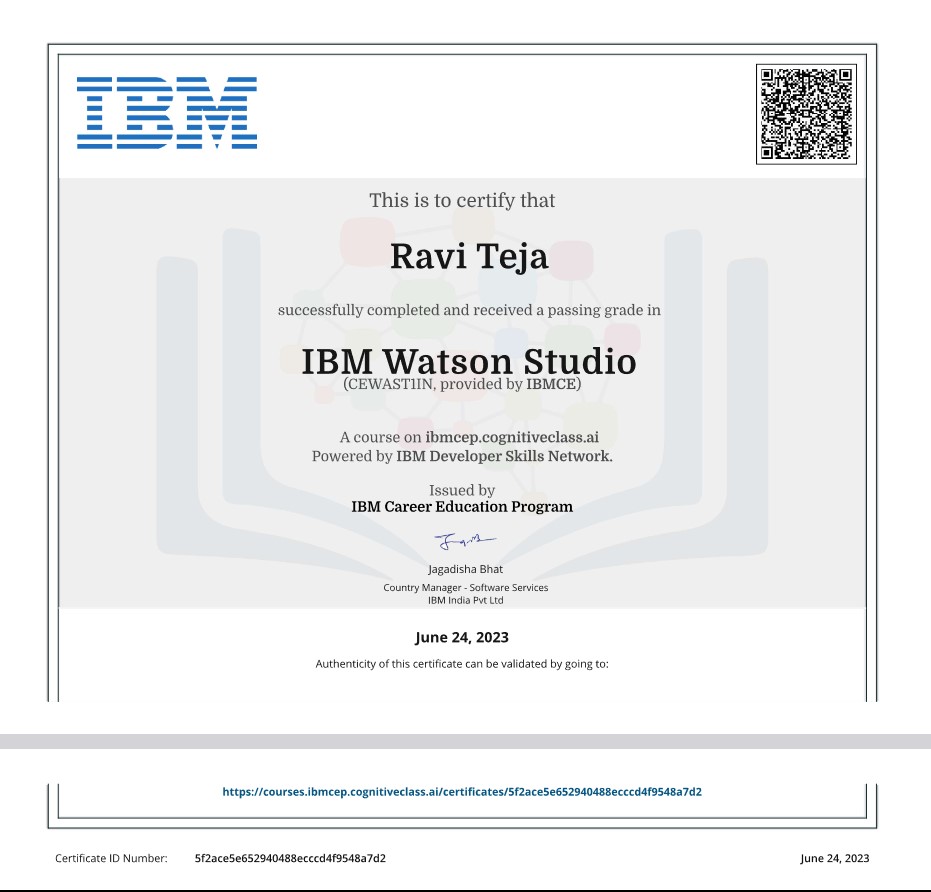 IBM
This is to certify that
Ravi Teja
successfully completed and received a passing grade in
IBM Watson Studio
(CEWAST1IN, provided by IBMCE)
A course on ibmcep.cognitiveclass.ai
Powered by IBM Developer Skills Network.
Issued by
IBM Career Education Program
Jagadisha Bhat
Country Manager - Software Services
IBM India Pvt Ltd
June 24, 2023
Authenticity of this certificate can be validated by going to:
https://courses.ibmcep.cognitiveclass.ai/certificates/5f2ace5e652940488ecccd4f9548a7d2
Certificate ID Number: 5f2ace5e652940488ecccd4f9548a7d2 June 24, 2023